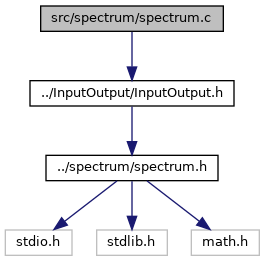 src/spectrum/spectrum.c
../InputOutput/InputOutput.h
../spectrum/spectrum.h
stdio.h
stdlib.h
math.h